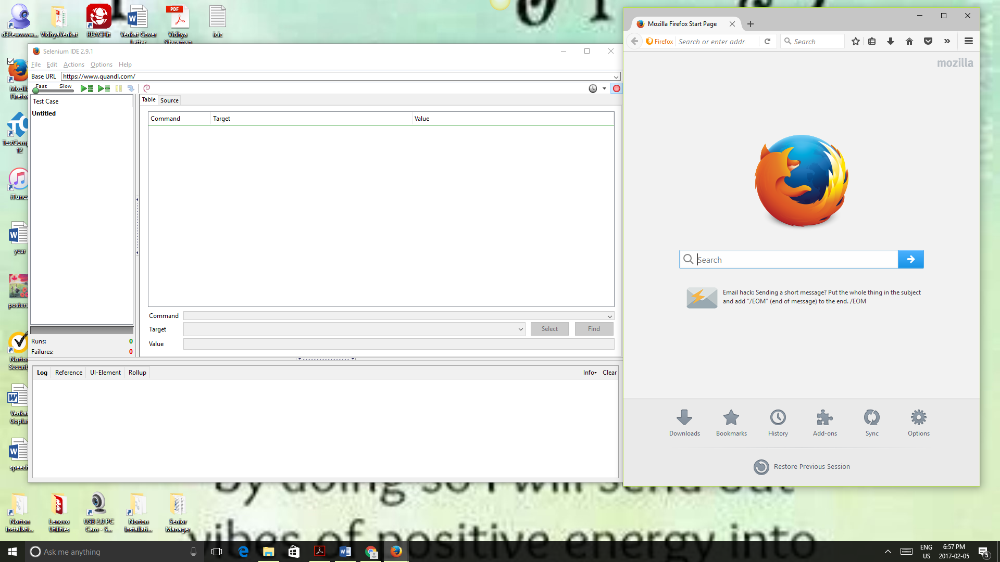 d32ewwww...
VidhyaVenkat
REACHit
Venkat Cover
Letter
Vidhya
Sitaraman
icic
PDF
Mozilla
Firefox
TestComp
12
iTunes
year
posters
Norton
Security
Venkat
Goplan
speech
Norton
Installati...
Lenovo
Utilities
USB 2.0 PC
Cam - S...
Norton
Installati...
Senior
Manager
Selenium IDE 2.9.1
File Edit Actions Options Help
Base URL https://www.quandl.com/
Fast Slow
Test Case
Untitled
Runs: 0
Failures: 0
Table Source
Command Target Value
Command
Target Select Find
Value
Log Reference UI-Element Rollup Info Clear
Mozilla Firefox Start Page
Firefox Search or enter addr Search
mozilla
Search
Email hack: Sending a short message? Put the whole thing in the subject
and add “/EOM” (end of message) to the end. /EOM
Downloads Bookmarks History Add-ons Sync Options
Restore Previous Session
by doing so I will send out
vibes of positive energy into
Ask me anything
ENG
US
6:57 PM
2017-02-05
5